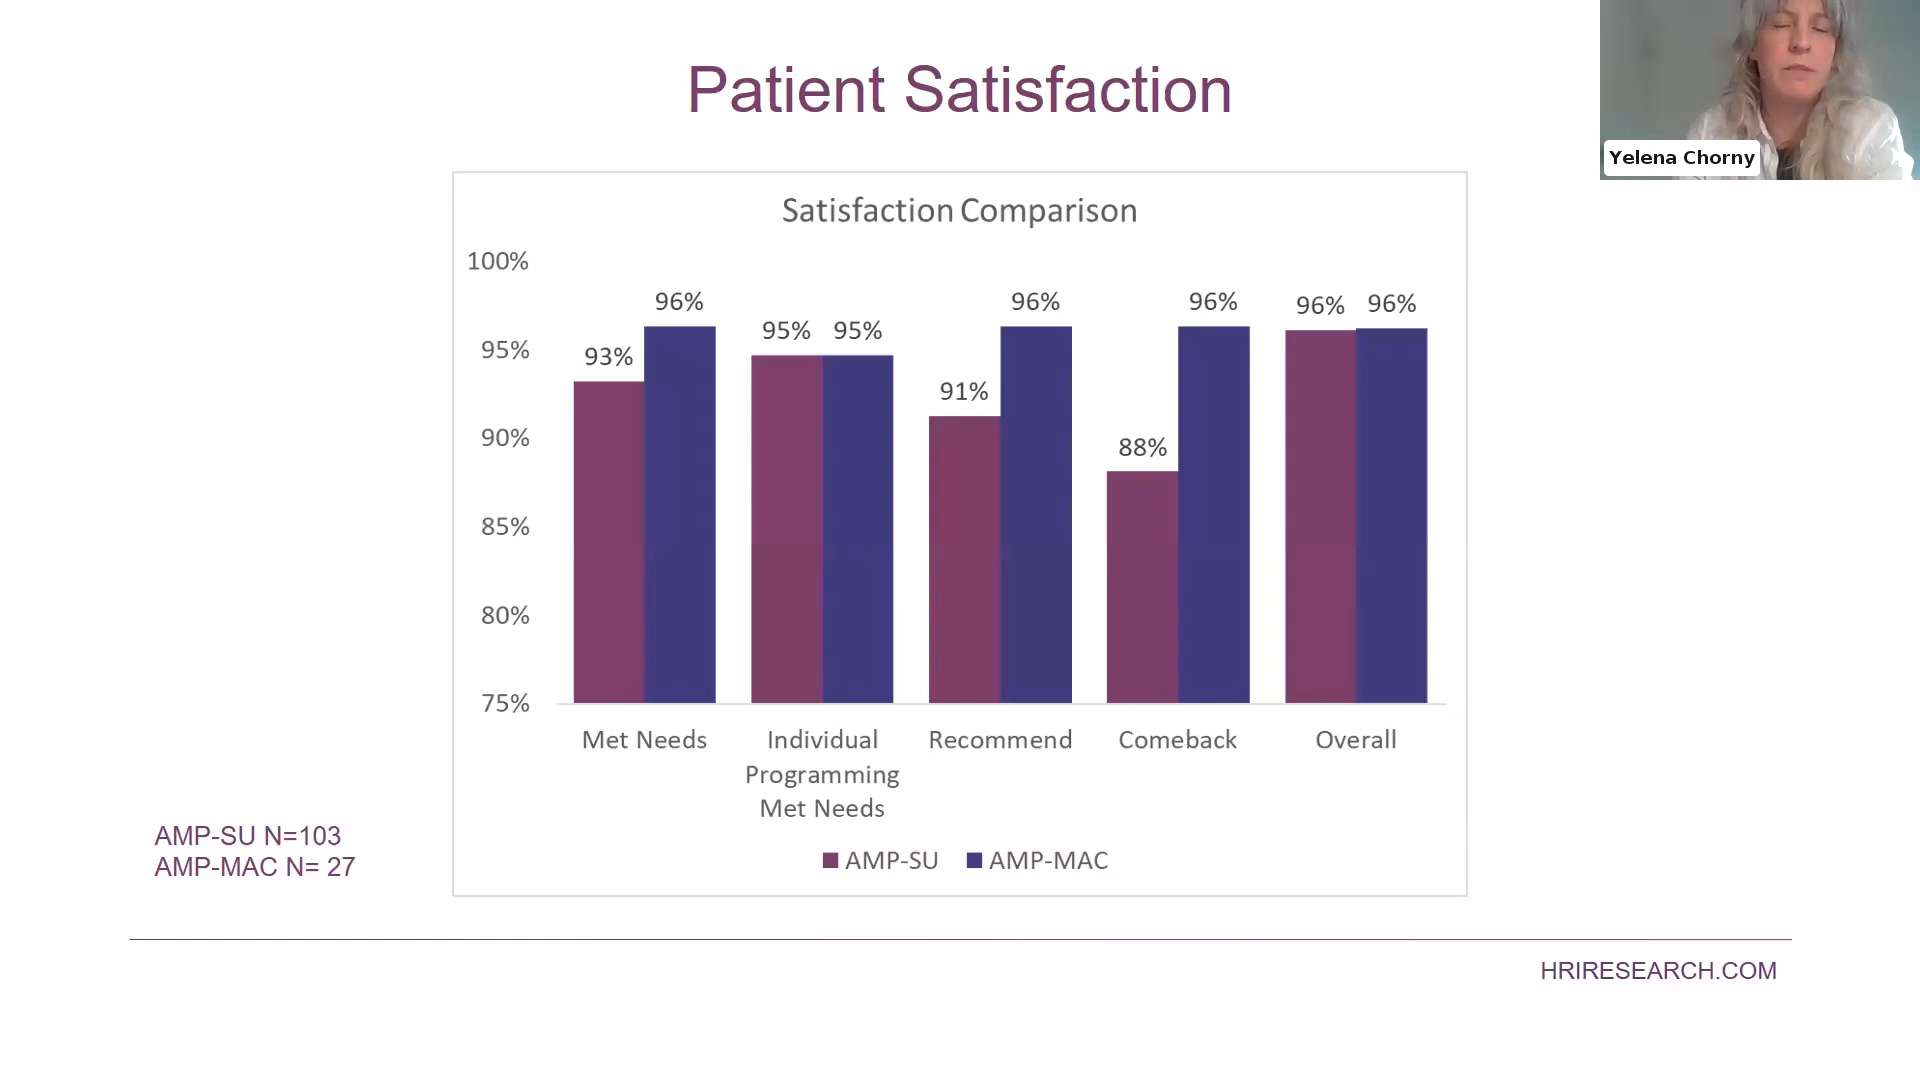 Patient Satisfaction
Yelena Chorny
Satisfaction Comparison
100%
95%
90%
85%
80%
75%
93%
96%
95%
95%
91%
96%
88%
96%
96%
96%
Met Needs
Individual
Programming
Met Needs
Recommend
Comeback
Overall
AMP-SU
AMP-MAC
AMP-SU N=103
AMP-MAC N= 27
HRIRESEARCH.COM